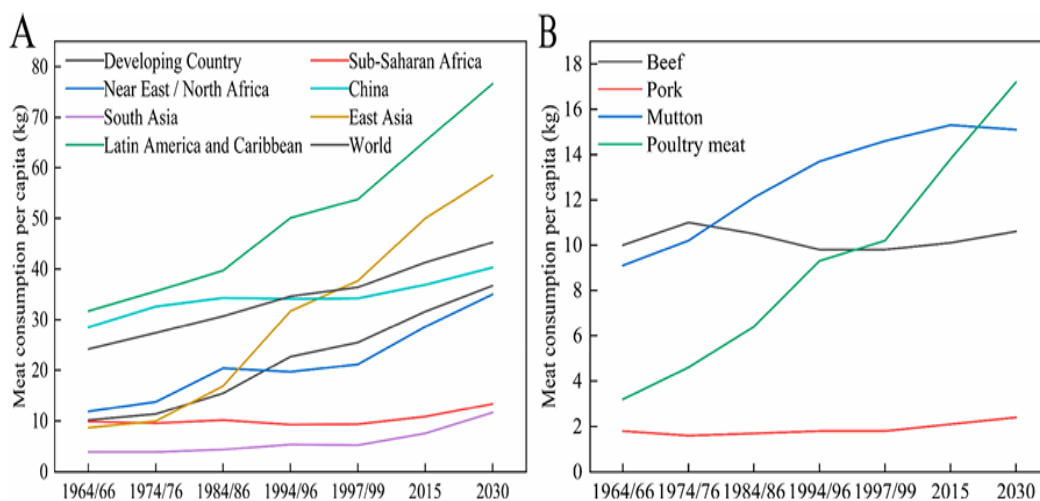 A
Meat consumption per capita (kg)
80
70
60
50
40
30
20
10
0
Developing Country
Sub-Saharan Africa
Near East / North Africa
China
South Asia
East Asia
Latin America and Caribbean
World
1964/66 1974/76 1984/86 1994/96 1997/99 2015 2030
B
Meat consumption per capita (kg)
18
16
14
12
10
8
6
4
2
0
Beef
Pork
Mutton
Poultry meat
1964/66 1974/76 1984/86 1994/96 1997/99 2015 2030